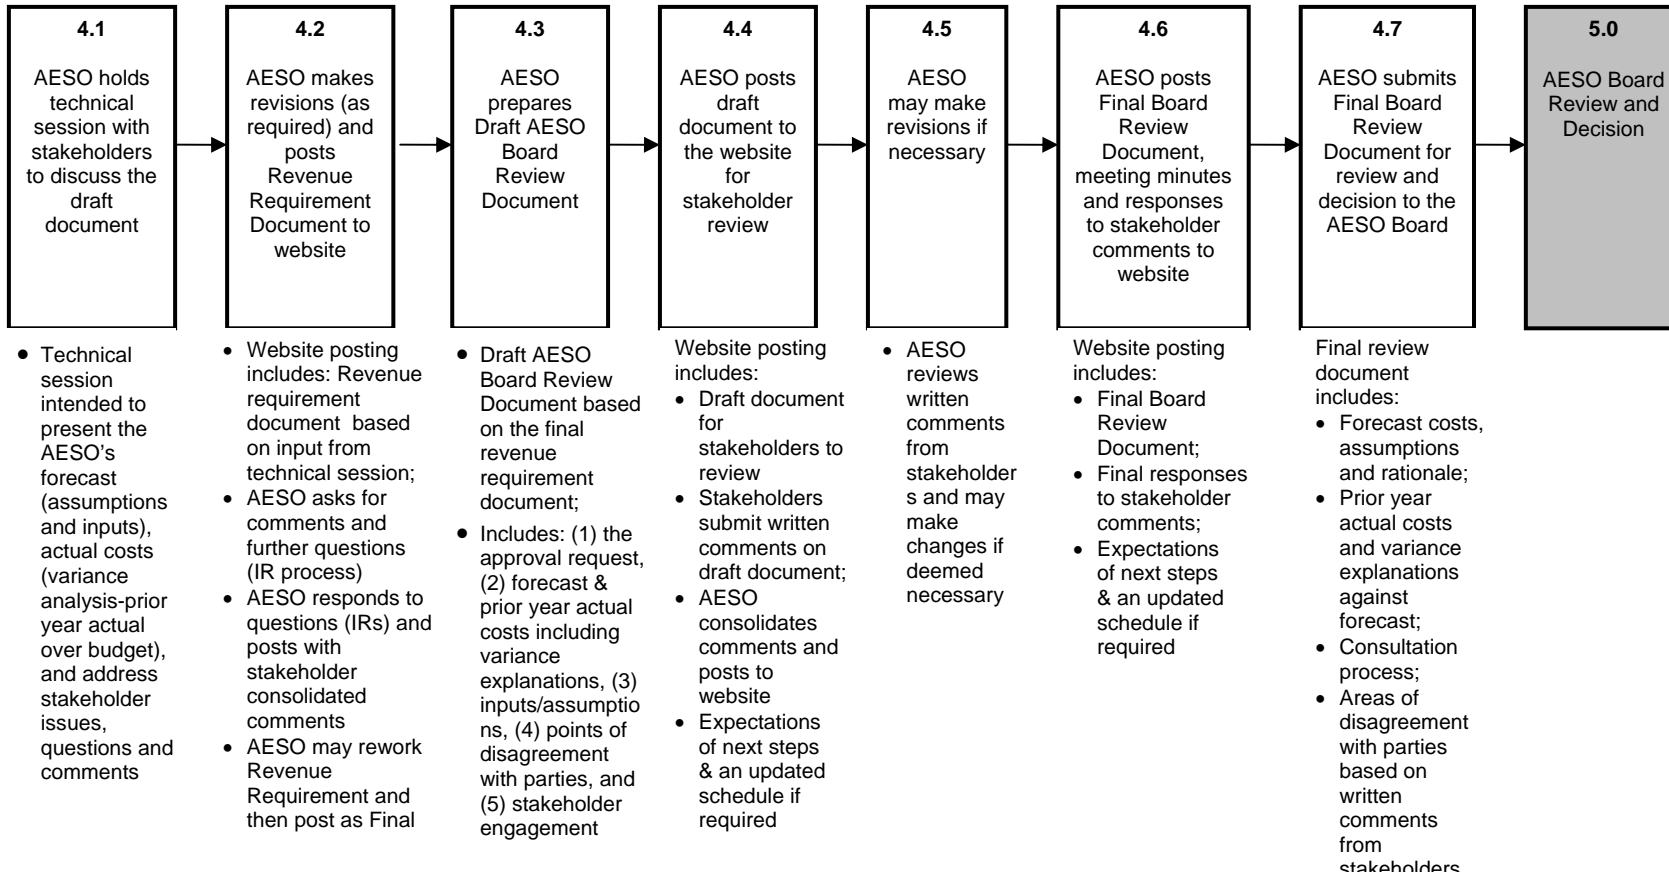 4.1
AESO holds
technical
session with
stakeholders
to discuss the
draft
document
4.2
AESO makes
revisions (as
required) and
posts
Revenue
Requirement
Document to
website
4.3
AESO
prepares
Draft AESO
Board
Review
Document
4.4
AESO posts
draft
document to
the website
for
stakeholder
review
4.5
AESO
may make
revisions if
necessary
4.6
AESO posts
Final Board
Review
Document,
meeting minutes
and responses
to stakeholder
comments to
website
4.7
AESO submits
Final Board
Review
Document for
review and
decision to the
AESO Board
5.0
AESO Board
Review and
Decision
• Technical
session
intended to
present the
AESO’s
forecast
(assumptions
and inputs),
actual costs
(variance
analysis-prior
year actual
over budget),
and address
stakeholder
issues,
questions and
comments
• Website posting
includes: Revenue
requirement
document based
on input from
technical session;
• AESO asks for
comments and
further questions
(IR process)
• AESO responds to
questions (IRs) and
posts with
stakeholder
consolidated
comments
• AESO may rework
Revenue
Requirement and
then post as Final
• Draft AESO
Board Review
Document based
on the final
revenue
requirement
document;
• Includes: (1) the
approval request,
(2) forecast &
prior year actual
costs including
variance
explanations, (3)
inputs/assumptio
ns, (4) points of
disagreement
with parties, and
(5) stakeholder
engagement
Website posting
includes:
• Draft document
for
stakeholders to
review
• Stakeholders
submit written
comments on
draft document;
• AESO
consolidates
comments and
posts to
website
• Expectations
of next steps
& an updated
schedule if
required
• AESO
reviews
written
comments
from
stakeholder
s and may
make
changes if
deemed
necessary
Website posting
includes:
• Final Board
Review
Document;
• Final responses
to stakeholder
comments;
• Expectations
of next steps
& an updated
schedule if
required
Final review
document
includes:
• Forecast costs,
assumptions
and rationale;
• Prior year
actual costs
and variance
explanations
against
forecast;
• Consultation
process;
• Areas of
disagreement
with parties
based on
written
comments
from
stakeholders